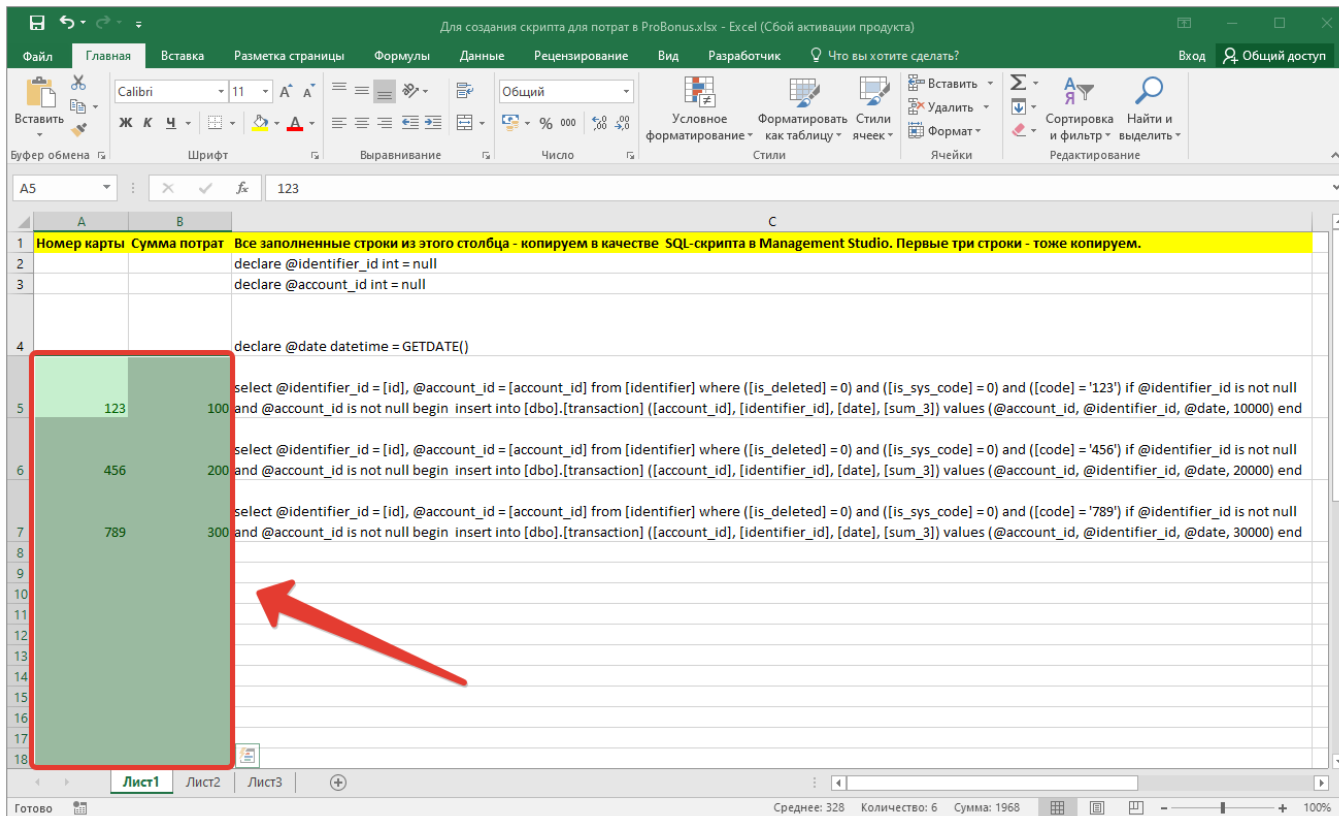 Для создания скрипта для потрат в ProBonus.xlsx - Excel (Сбой активации продукта)
Файл Главная Вставка Разметка страницы Формулы Данные Рецензирование Вид Разработчик Что вы хотите сделать? Вход Общий доступ
Вставить
Calibri 11
Ж К Ч
Общий
% 000
Условное форматирование
Форматировать как таблицу
Стили ячеек
Вставить
Удалить
Формат
Сортировка и фильтр
Найти и выделить
Буфер обмена Шрифт Выравнивание Число Стили Ячейки Редактирование
A5 fx 123
A B C
1 Номер карты Сумма потрат Все заполненные строки из этого столбца - копируем в качестве SQL-скрипта в Management Studio. Первые три строки - тоже копируем.
2 declare @identifier_id int = null
3 declare @account_id int = null
4 declare @date datetime = GETDATE()
select @identifier_id = [id], @account_id = [account_id] from [identifier] where ([is_deleted] = 0) and ([is_sys_code] = 0) and ([code] = '123') if @identifier_id is not null
5 123 100 and @account_id is not null begin insert into [dbo].[transaction] ([account_id], [identifier_id], [date], [sum_3]) values (@account_id, @identifier_id, @date, 10000) end
select @identifier_id = [id], @account_id = [account_id] from [identifier] where ([is_deleted] = 0) and ([is_sys_code] = 0) and ([code] = '456') if @identifier_id is not null
6 456 200 and @account_id is not null begin insert into [dbo].[transaction] ([account_id], [identifier_id], [date], [sum_3]) values (@account_id, @identifier_id, @date, 20000) end
select @identifier_id = [id], @account_id = [account_id] from [identifier] where ([is_deleted] = 0) and ([is_sys_code] = 0) and ([code] = '789') if @identifier_id is not null
7 789 300 and @account_id is not null begin insert into [dbo].[transaction] ([account_id], [identifier_id], [date], [sum_3]) values (@account_id, @identifier_id, @date, 30000) end
8
9
10
11
12
13
14
15
16
17
18
Лист1 Лист2 Лист3
Готово Среднее: 328 Количество: 6 Сумма: 1968 100%